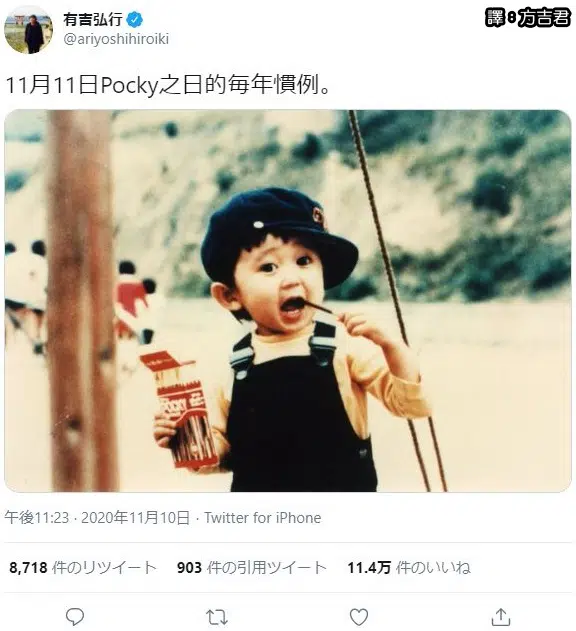 有吉弘行
@ariyoshihiroiki
譯8方吉君
11月11日Pocky之日的每年慣例。
POCKY
午後11:23 · 2020年11月10日 · Twitter for iPhone
8,718 件のリツイート 903 件の引用ツイート 11.4万 件のいいね